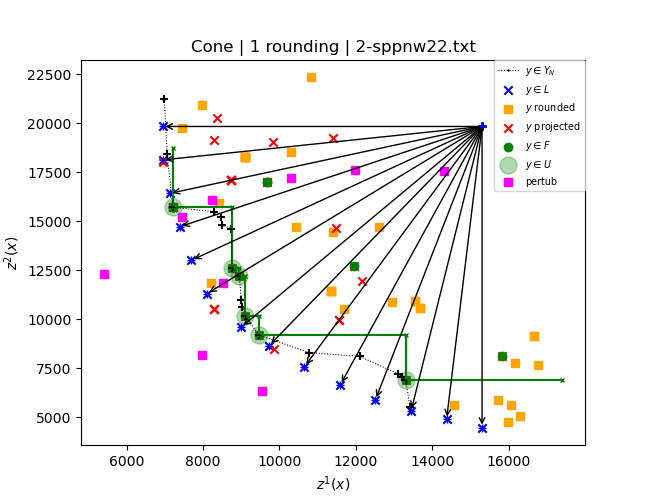 Cone | 1 rounding | 2-sppnw22.txt
22500
20000
17500
15000
12500
10000
7500
5000
z²(x)
6000 8000 10000 12000 14000 16000
z¹(x)
y ∈ Y_N
y ∈ L
y rounded
y projected
y ∈ F
y ∈ U
pertub